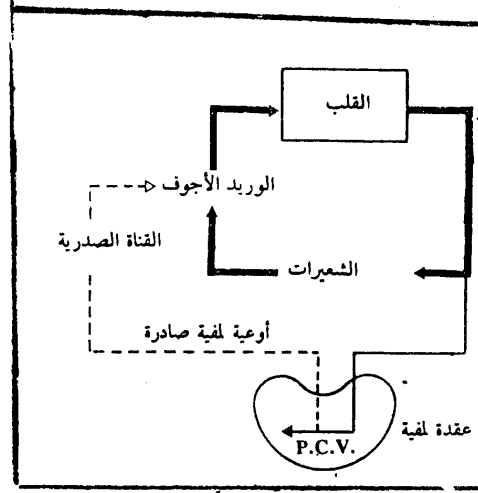 القلب
الوريد الأجوف
القناة الصدرية
الشعيرات
أوعية لمفية صادرة
عقدة لمفية
P.C.V.